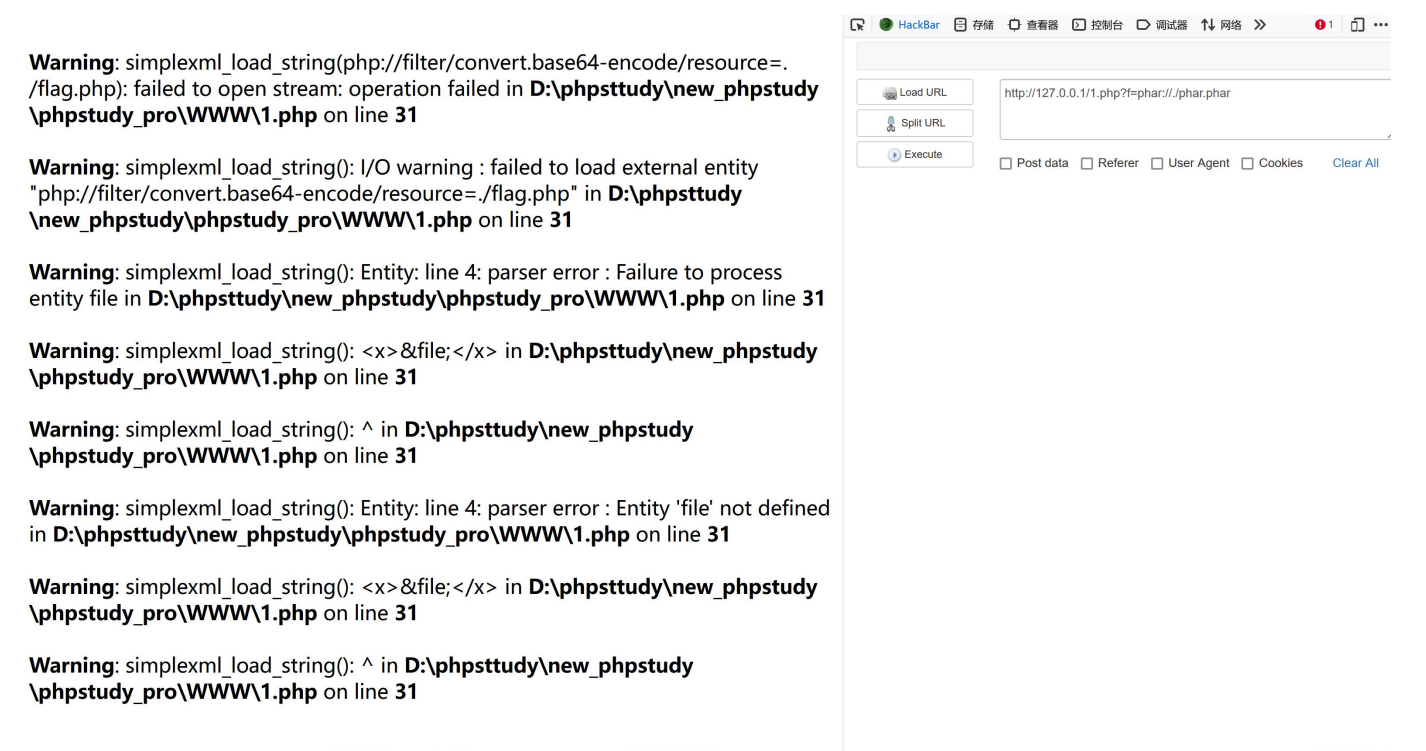 Warning: simplexml_load_string(php://filter/convert.base64-encode/resource=.
/flag.php): failed to open stream: operation failed in D:\phpsttudy\new_phpstudy
\phpstudy_pro\WWW\1.php on line 31
Warning: simplexml_load_string(): I/O warning : failed to load external entity
"php://filter/convert.base64-encode/resource=./flag.php" in D:\phpsttudy
\new_phpstudy\phpstudy_pro\WWW\1.php on line 31
Warning: simplexml_load_string(): Entity: line 4: parser error : Failure to process
entity file in D:\phpsttudy\new_phpstudy\phpstudy_pro\WWW\1.php on line 31
Warning: simplexml_load_string(): <x>&file;</x> in D:\phpsttudy\new_phpstudy
\phpstudy_pro\WWW\1.php on line 31
Warning: simplexml_load_string(): ^ in D:\phpsttudy\new_phpstudy
\phpstudy_pro\WWW\1.php on line 31
Warning: simplexml_load_string(): Entity: line 4: parser error : Entity 'file' not defined
in D:\phpsttudy\new_phpstudy\phpstudy_pro\WWW\1.php on line 31
Warning: simplexml_load_string(): <x>&file;</x> in D:\phpsttudy\new_phpstudy
\phpstudy_pro\WWW\1.php on line 31
Warning: simplexml_load_string(): ^ in D:\phpsttudy\new_phpstudy
\phpstudy_pro\WWW\1.php on line 31
HackBar 存储 查看器 控制台 调试器 网络 1
Load URL
http://127.0.0.1/1.php?f=phar://./phar.phar
Split URL
Execute
Post data Referer User Agent Cookies Clear All